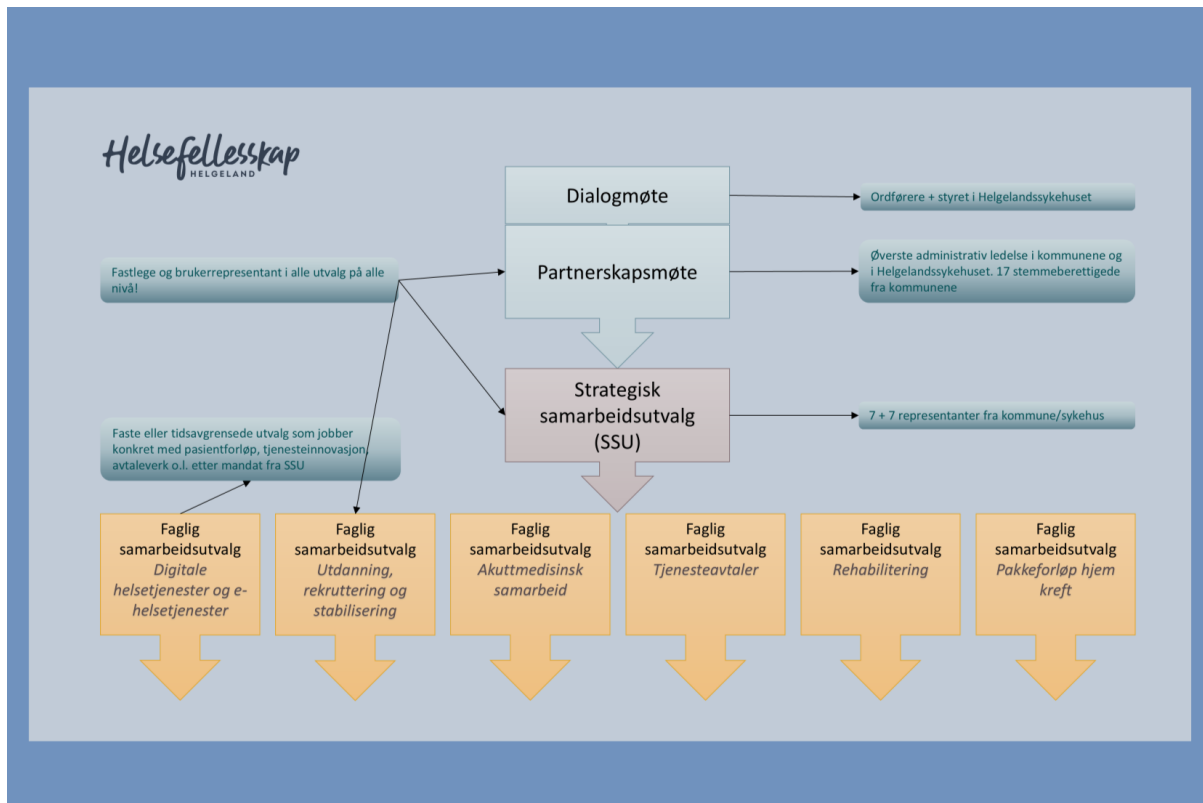 Helsefellesskap
HELGELAND
Dialogmøte
Ordførere + styret i Helgelandssykehuset
Fastlege og brukerrepresentant i alle utvalg på alle
nivå!
Partnerskapsmøte
Øverste administrativ ledelse i kommunene og
i Helgelandssykehuset. 17 stemmeberettigede
fra kommunene
Strategisk
samarbeidsutvalg
(SSU)
7 + 7 representanter fra kommune/sykehus
Faste eller tidsavgrensede utvalg som jobber
konkret med pasientforløp, tjenesteinnovasjon,
avtaleverk o.l. etter mandat fra SSU
Faglig
samarbeidsutvalg
Digitale
helsetjenester og e-
helsetjenester
Faglig
samarbeidsutvalg
Utdanning,
rekruttering og
stabilisering
Faglig
samarbeidsutvalg
Akuttmedisinsk
samarbeid
Faglig
samarbeidsutvalg
Tjenesteavtaler
Faglig
samarbeidsutvalg
Rehabilitering
Faglig
samarbeidsutvalg
Pakkeforløp hjem
kreft